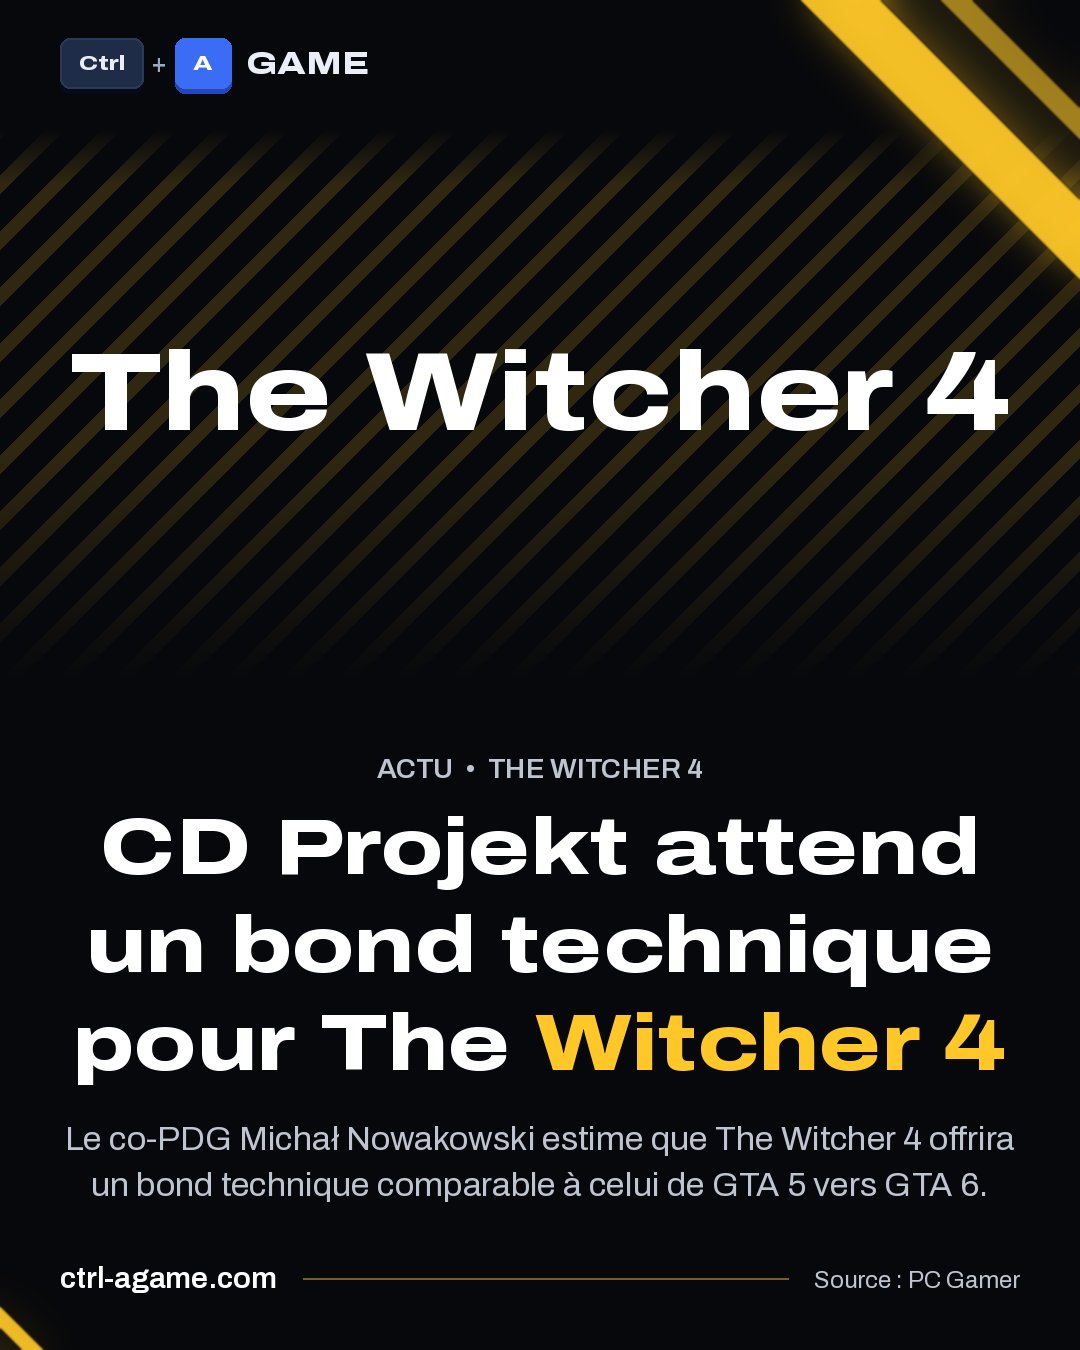 Ctrl + A GAME
The Witcher 4
ACTU • THE WITCHER 4
CD Projekt attend
un bond technique
pour The Witcher 4
Le co-PDG Michał Nowakowski estime que The Witcher 4 offrira
un bond technique comparable à celui de GTA 5 vers GTA 6.
ctrl-agame.com
Source : PC Gamer